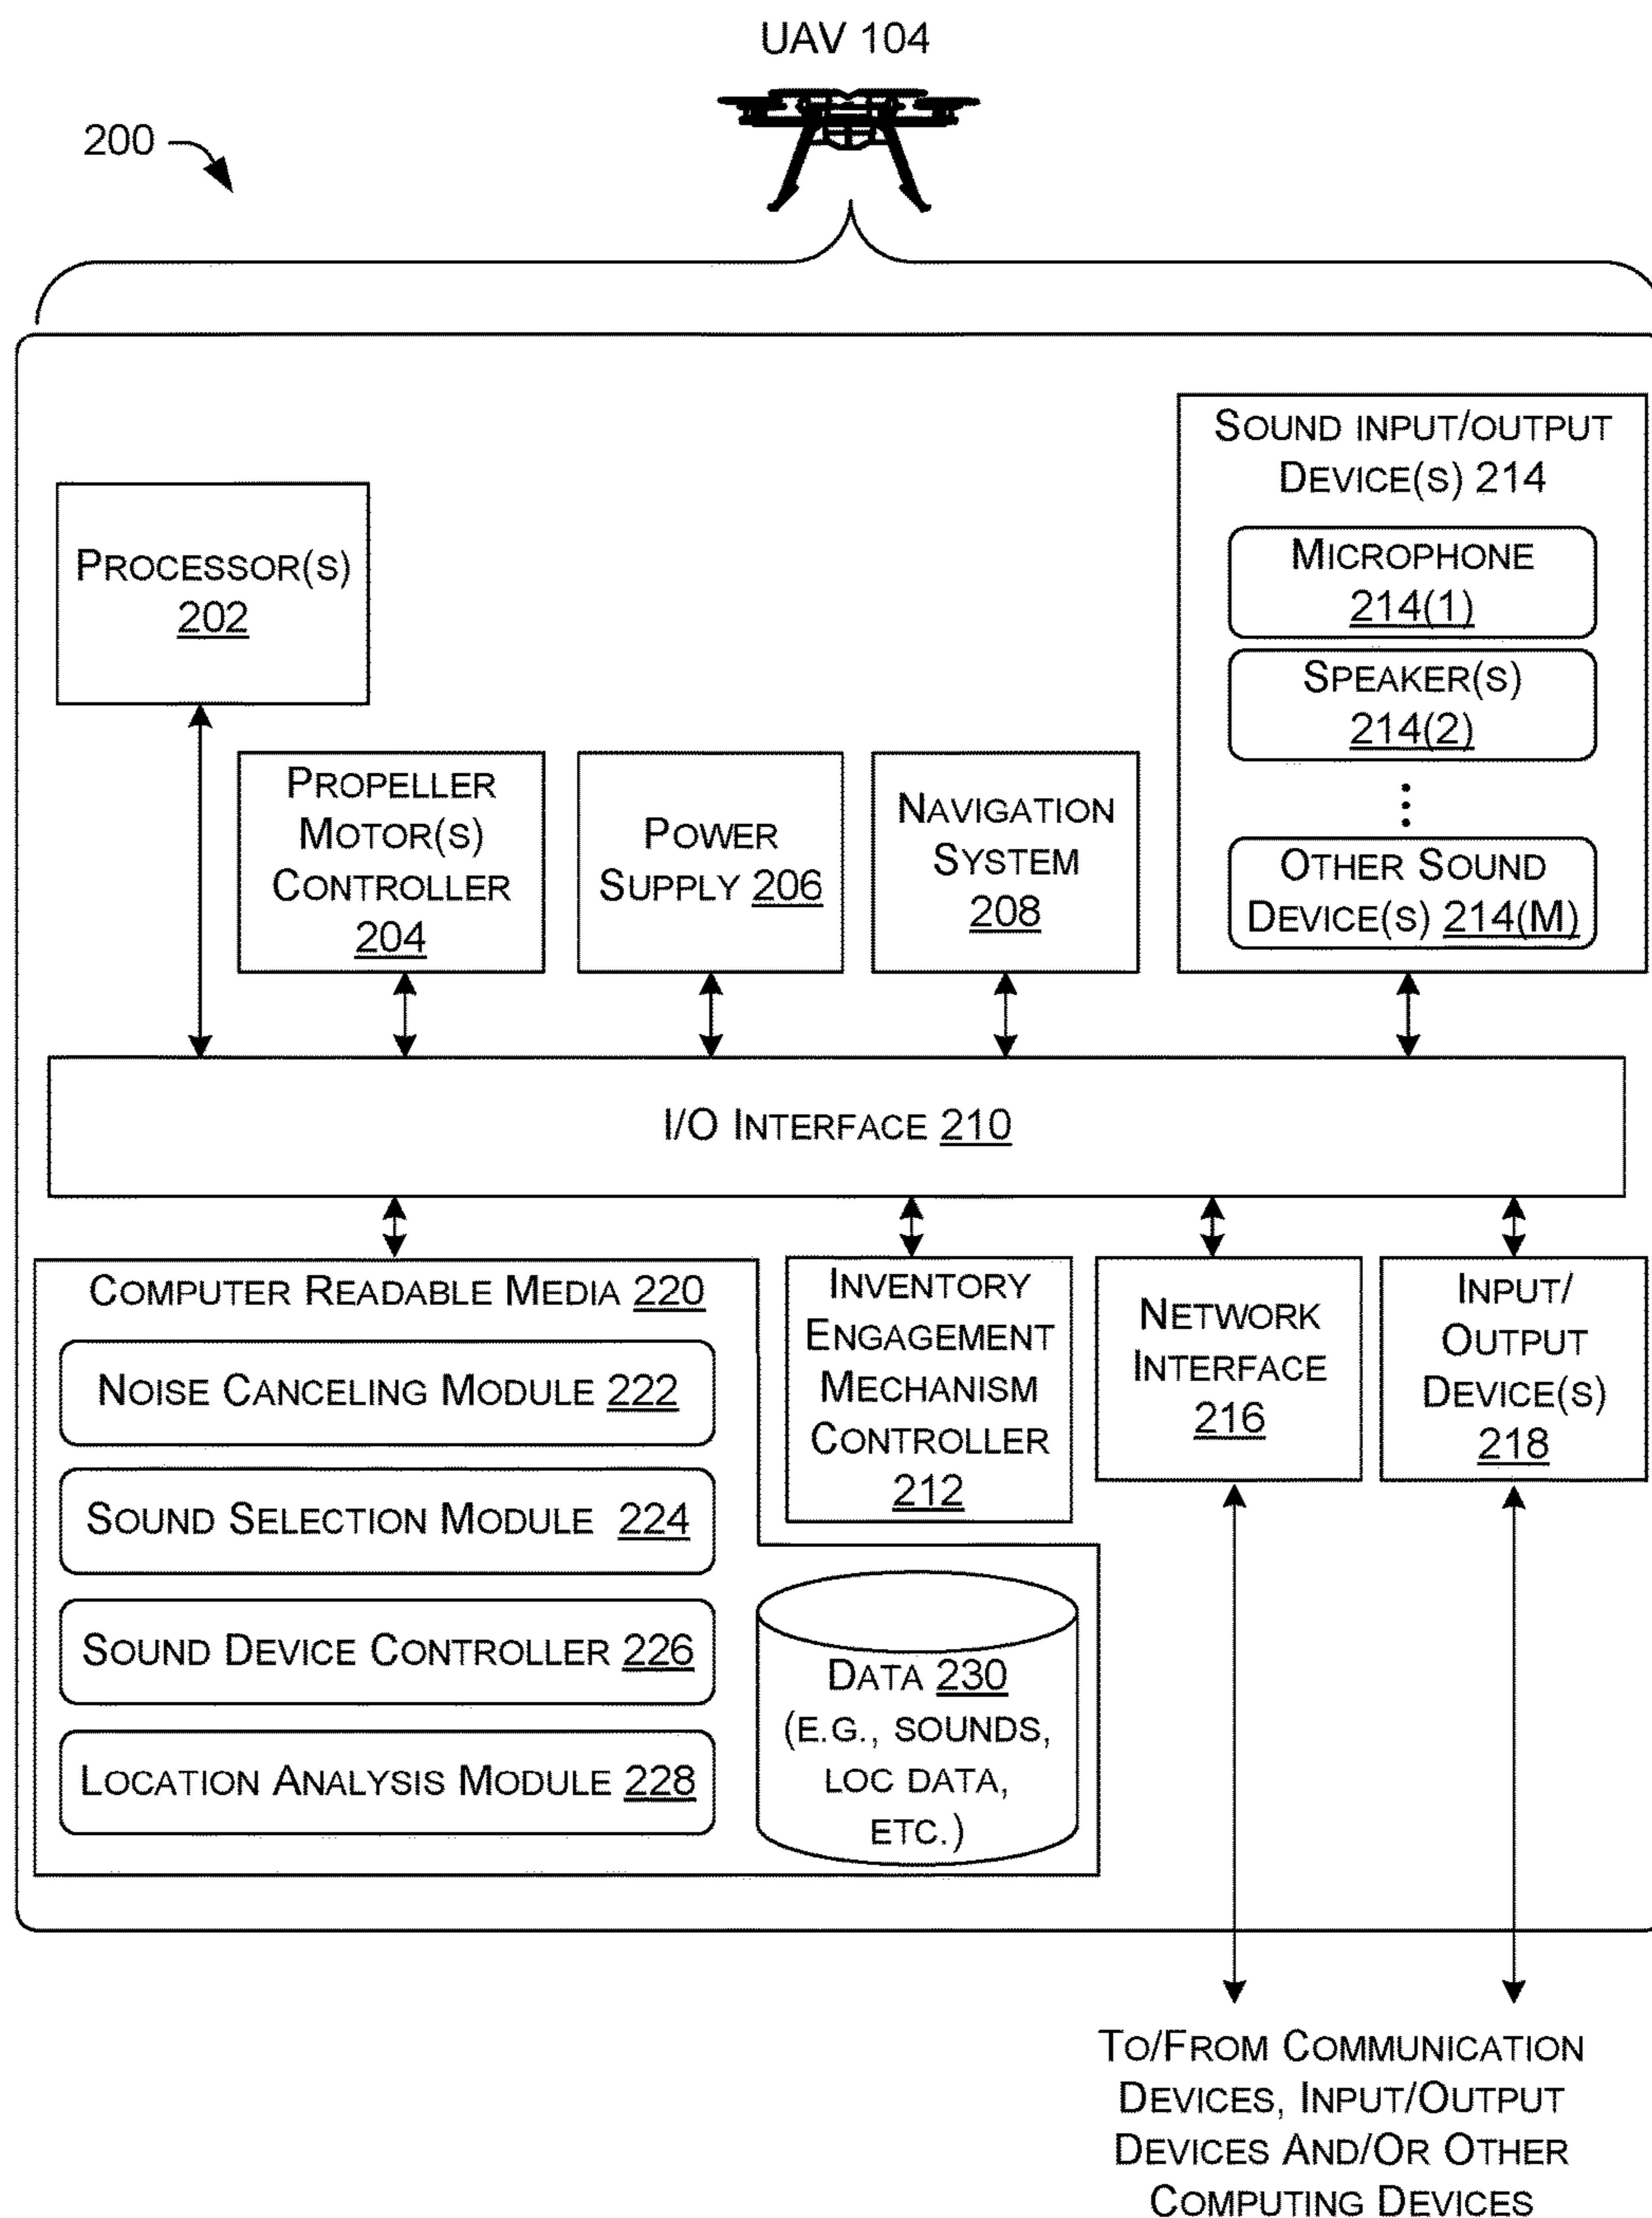 UAV 104
200
SOUND INPUT/OUTPUT
DEVICE(S) 214
MICROPHONE
214(1)
SPEAKER(S)
214(2)
OTHER SOUND
DEVICE(S) 214(M)
PROCESSOR(S)
202
PROPELLER
MOTOR(S)
CONTROLLER
204
POWER
SUPPLY 206
NAVIGATION
SYSTEM
208
I/O INTERFACE 210
COMPUTER READABLE MEDIA 220
NOISE CANCELING MODULE 222
SOUND SELECTION MODULE 224
SOUND DEVICE CONTROLLER 226
LOCATION ANALYSIS MODULE 228
DATA 230
(E.G., SOUNDS,
LOC DATA,
ETC.)
INVENTORY
ENGAGEMENT
MECHANISM
CONTROLLER
212
NETWORK
INTERFACE
216
INPUT/
OUTPUT
DEVICE(S)
218
TO/FROM COMMUNICATION
DEVICES, INPUT/OUTPUT
DEVICES AND/OR OTHER
COMPUTING DEVICES